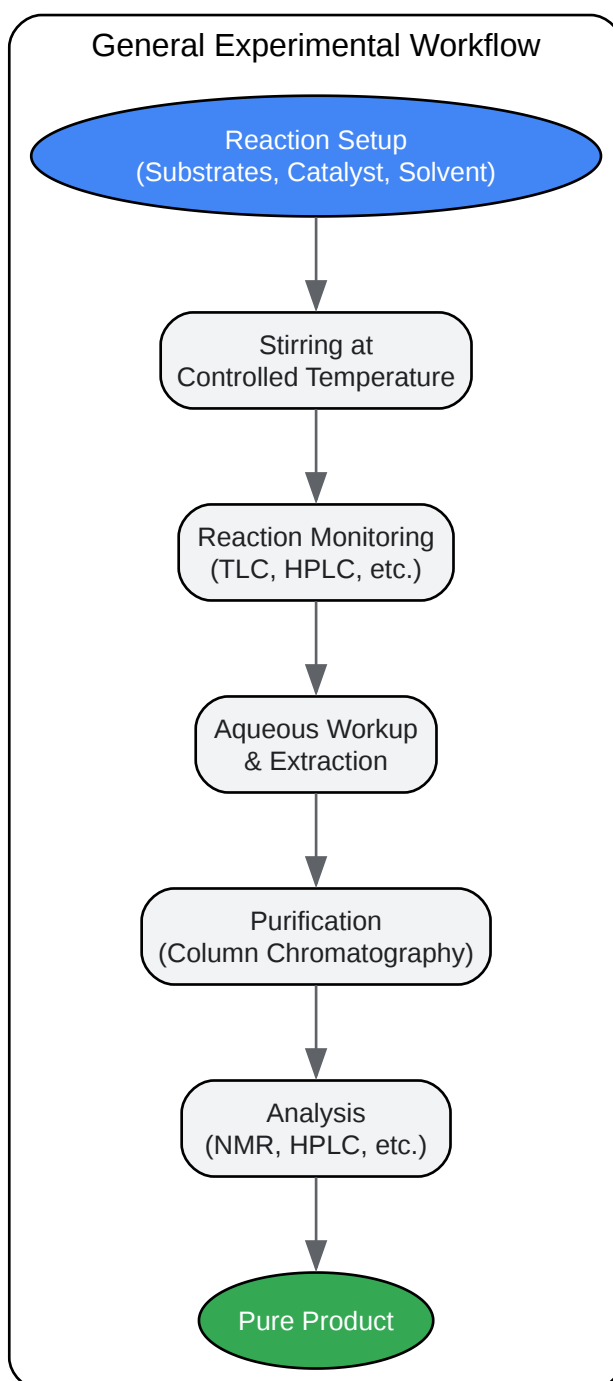 General Experimental Workflow
Reaction Setup
(Substrates, Catalyst, Solvent)
Stirring at
Controlled Temperature
Reaction Monitoring
(TLC, HPLC, etc.)
Aqueous Workup
& Extraction
Purification
(Column Chromatography)
Analysis
(NMR, HPLC, etc.)
Pure Product